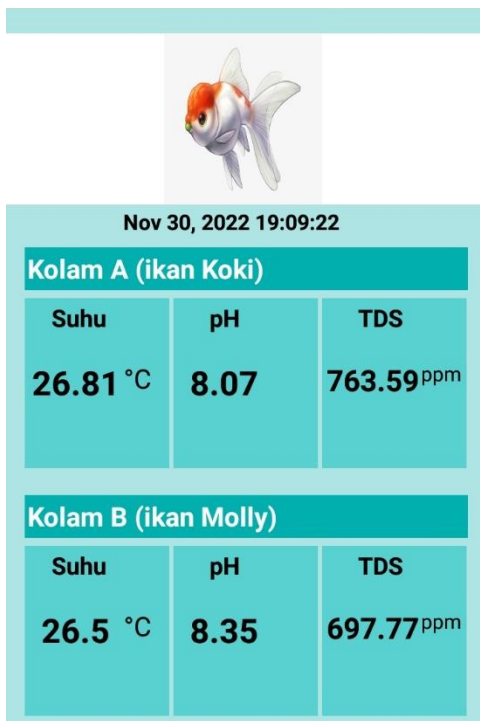 Nov 30, 2022 19:09:22
Kolam A (ikan Koki)
Suhu pH TDS
26.81 °C 8.07 763.59 ppm
Kolam B (ikan Molly)
Suhu pH TDS
26.5 °C 8.35 697.77 ppm